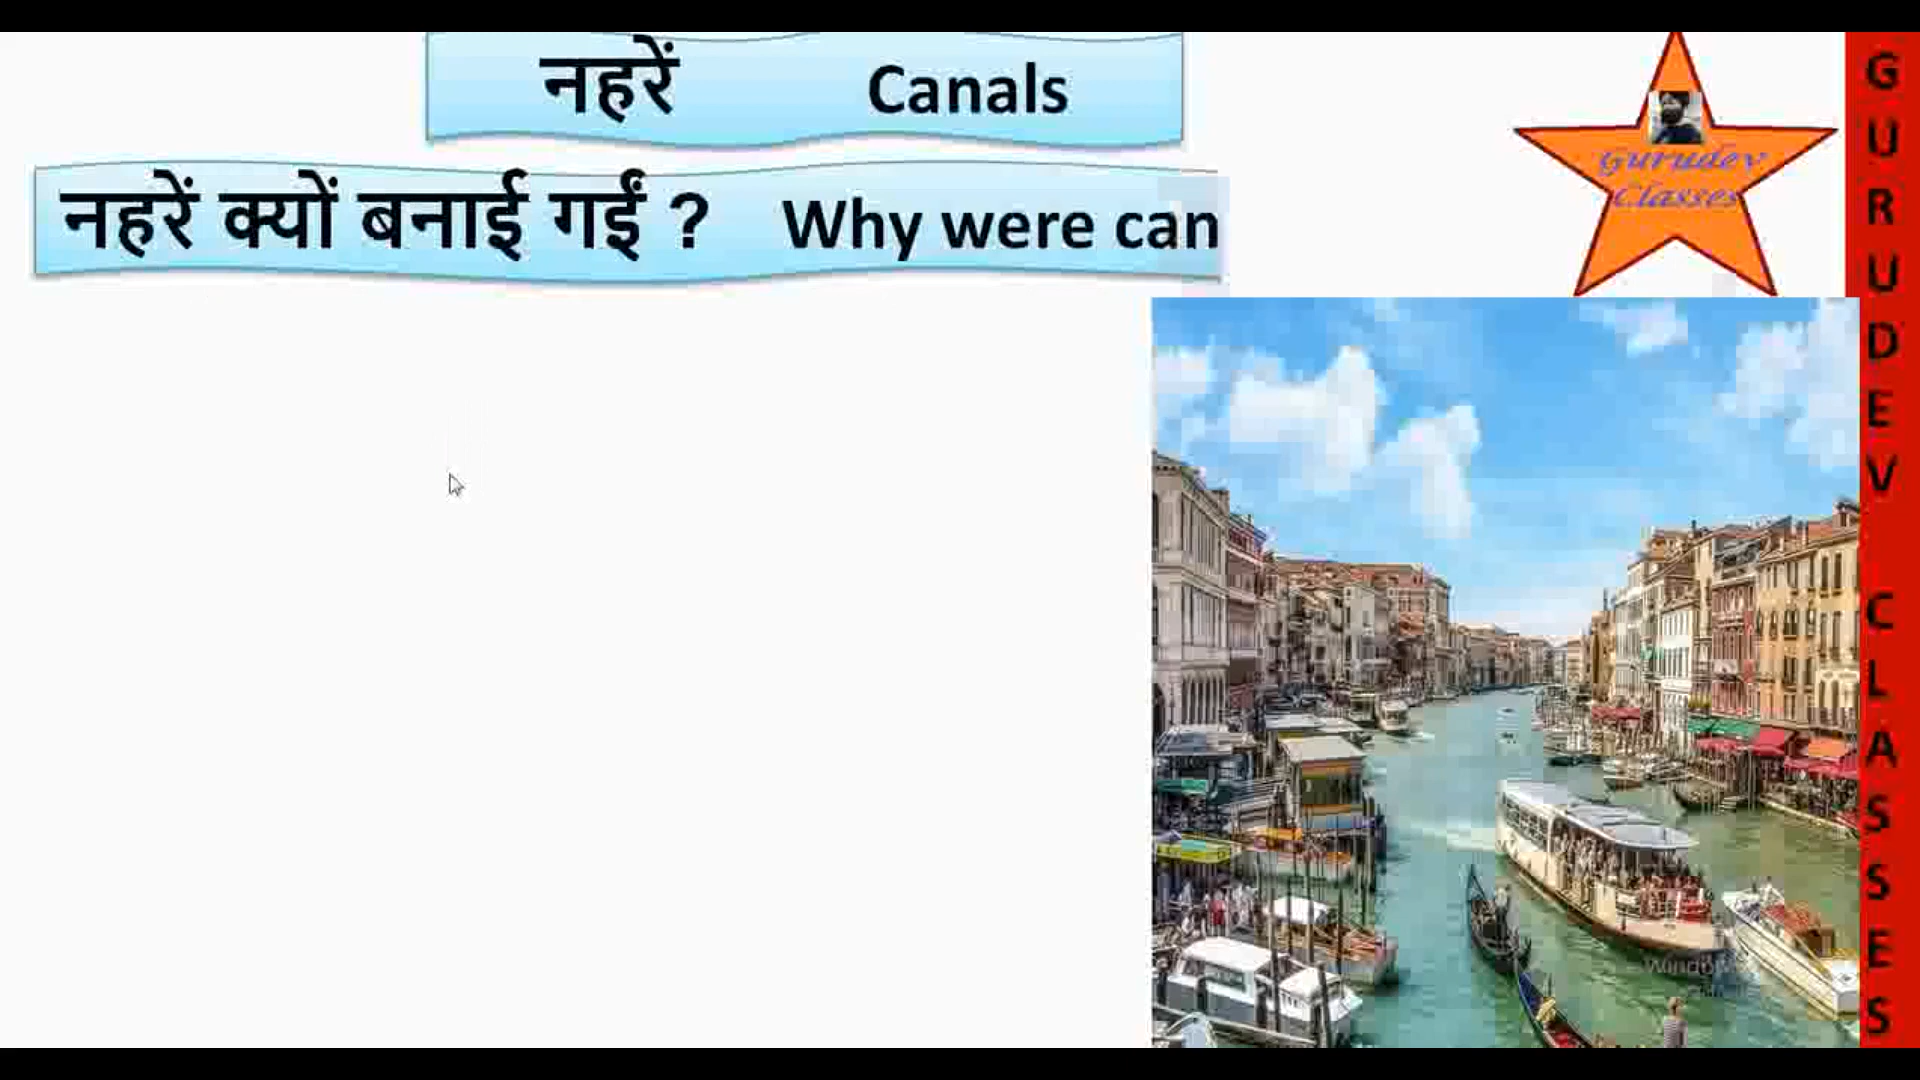 नहरें Canals
नहरें क्यों बनाई गईं ? Why were can
Gurudev
Classes
GURUDEV CLASSES